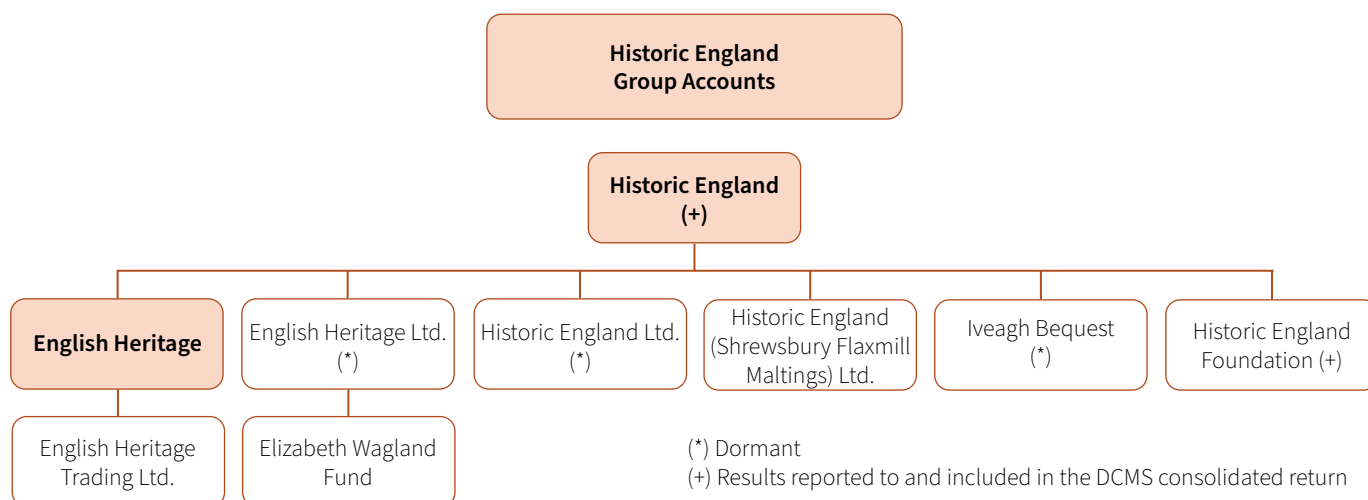 Historic England
Group Accounts
Historic England
(+)
English Heritage
English Heritage Ltd.
(*)
Historic England Ltd.
(*)
Historic England
(Shrewsbury Flaxmill
Maltings) Ltd.
Iveagh Bequest
(*)
Historic England
Foundation (+)
English Heritage
Trading Ltd.
Elizabeth Wagland
Fund
(*) Dormant
(+) Results reported to and included in the DCMS consolidated return